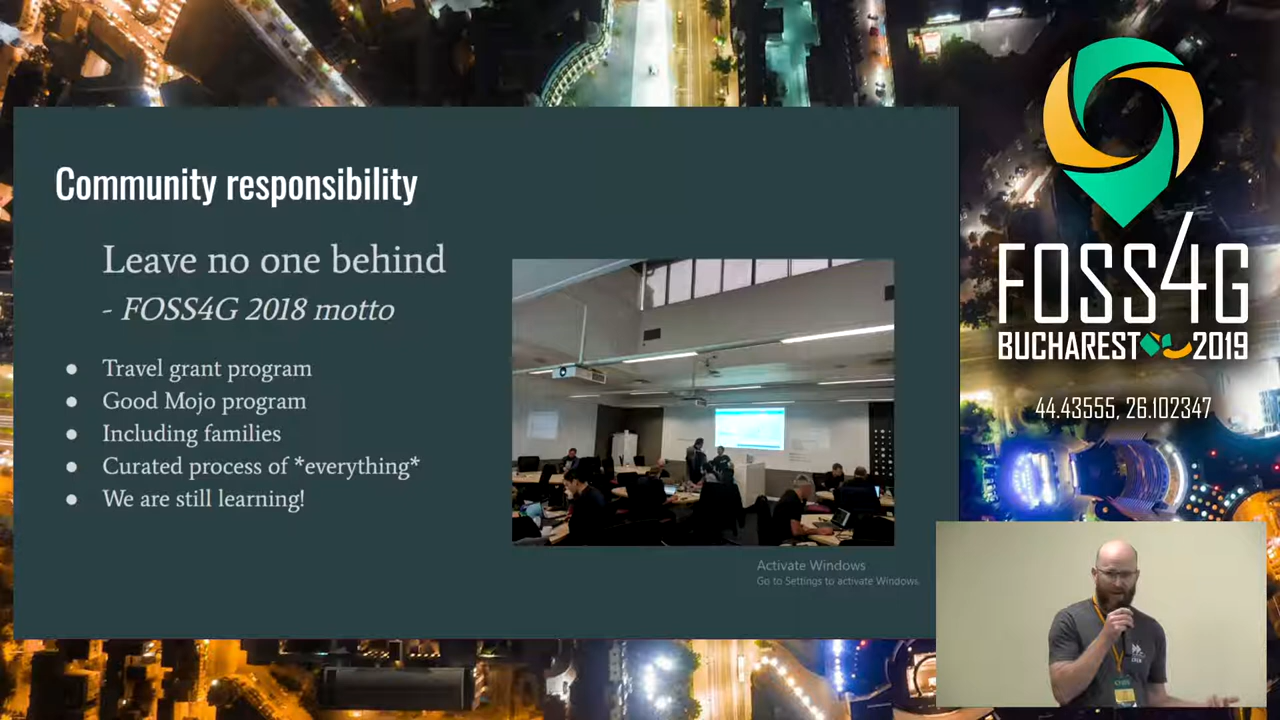 Community responsibility
Leave no one behind
- FOSS4G 2018 motto
● Travel grant program
● Good Mojo program
● Including families
● Curated process of *everything*
● We are still learning!
Activate Windows
Go to Settings to activate Windows.
FOSS4G
BUCHAREST 2019
44.43555, 26.102347